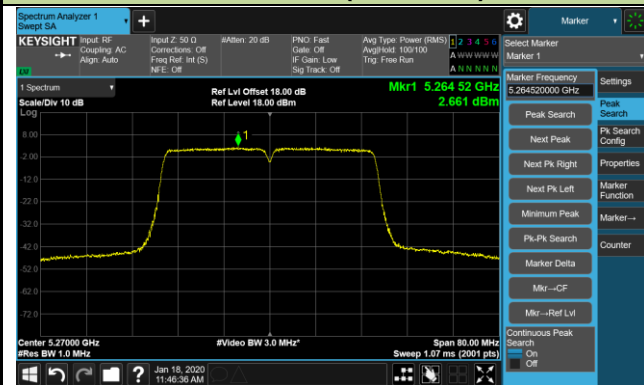 Spectrum Analyzer 1
Swept SA
Marker
KEYSIGHT
Input: RF
Coupling: AC
Align: Auto
Input Z: 50 Ω
Corrections: Off
Freq Ref: Int (S)
NFE: Off
#Atten: 20 dB
PNO: Fast
Gate: Off
IF Gain: Low
Sig Track: Off
Avg Type: Power (RMS)
Avg|Hold: 100/100
Trig: Free Run
1 2 3 4 5 6
A W W W W W
A N N N N N
Select Marker
Marker 1
1 Spectrum
Scale/Div 10 dB
Log
Ref Lvl Offset 18.00 dB
Ref Level 18.00 dBm
Mkr1 5.264 52 GHz
2.661 dBm
8.00
-2.00
-12.0
-22.0
-32.0
-42.0
-52.0
-62.0
-72.0
1
Center 5.27000 GHz
#Res BW 1.0 MHz
#Video BW 3.0 MHz*
Span 80.00 MHz
Sweep 1.07 ms (2001 pts)
Marker Frequency
5.264520000 GHz
Peak Search
Next Peak
Next Pk Right
Next Pk Left
Minimum Peak
Pk-Pk Search
Marker Delta
Mkr→CF
Mkr→Ref Lvl
Continuous Peak
Search
On
Off
Settings
Peak
Search
Pk Search
Config
Properties
Marker
Function
Marker→
Counter
Jan 18, 2020
11:46:36 AM